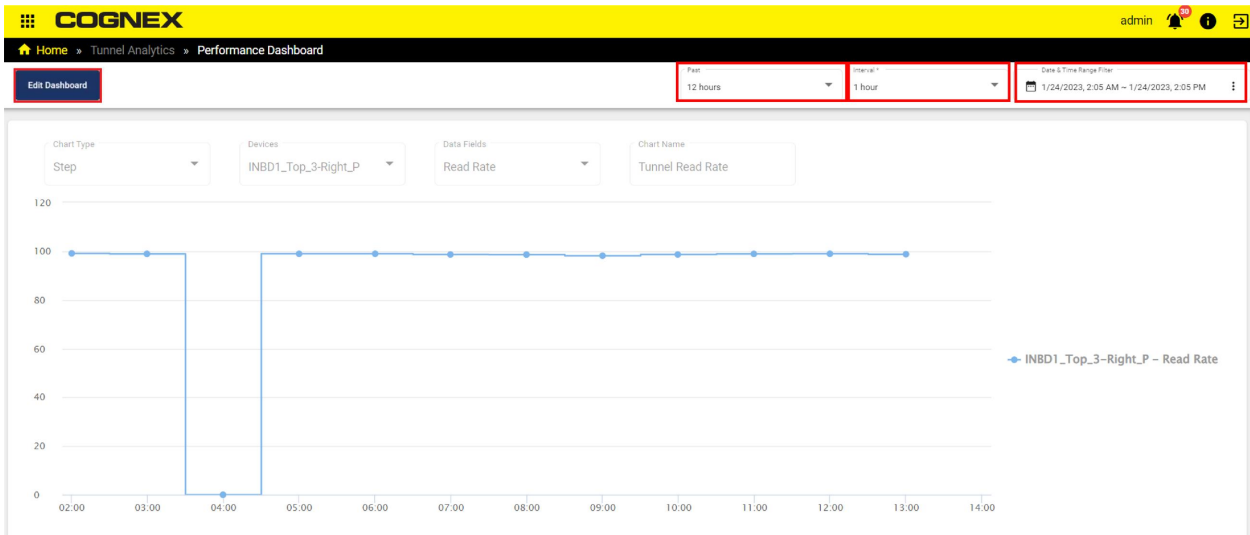 COGNEX
admin 30
Home » Tunnel Analytics » Performance Dashboard
Edit Dashboard
Past
12 hours
Interval *
1 hour
Date & Time Range Filter
1/24/2023, 2:05 AM ~ 1/24/2023, 2:05 PM
Chart Type
Step
Devices
INBD1_Top_3-Right_P
Data Fields
Read Rate
Chart Name
Tunnel Read Rate
120
100
80
60
40
20
0
02:00 03:00 04:00 05:00 06:00 07:00 08:00 09:00 10:00 11:00 12:00 13:00 14:00
INBD1_Top_3-Right_P - Read Rate